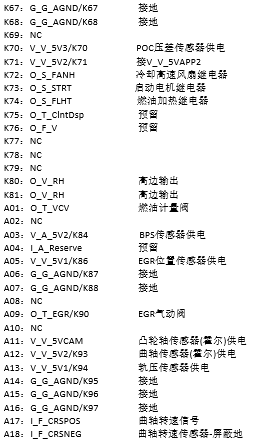 K67: G_G_AGND/K67 接地
K68: G_G_AGND/K68 接地
K69: NC
K70: V_V_5V3/K70 POC压差传感器供电
K71: V_V_5V2/K71 接V_V_5VAPP2
K72: O_S_FANH 冷却高速风扇继电器
K73: O_S_STRT 启动电机继电器
K74: O_S_FLHT 燃油加热继电器
K75: O_T_ClntDsp 预留
K76: O_F_V 预留
K77: NC
K78: NC
K79: NC
K80: O_V_RH 高边输出
K81: O_V_RH 高边输出
A01: O_T_VCV 燃油计量阀
A02: NC
A03: V_A_5V2/K84 BPS传感器供电
A04: I_A_Reserve 预留
A05: V_V_5V1/K86 EGR位置传感器供电
A06: G_G_AGND/K87 接地
A07: G_G_AGND/K88 接地
A08: NC
A09: O_T_EGR/K90 EGR气动阀
A10: NC
A11: V_V_5VCAM 凸轮轴传感器(霍尔)供电
A12: V_V_5V2/K93 曲轴传感器(霍尔)供电
A13: V_V_5V1/K94 轨压传感器供电
A14: G_G_AGND/K95 接地
A15: G_G_AGND/K96 接地
A16: G_G_AGND/K97 接地
A17: I_F_CRSPOS 曲轴转速信号
A18: I_F_CRSNEG 曲轴转速传感器-屏蔽地